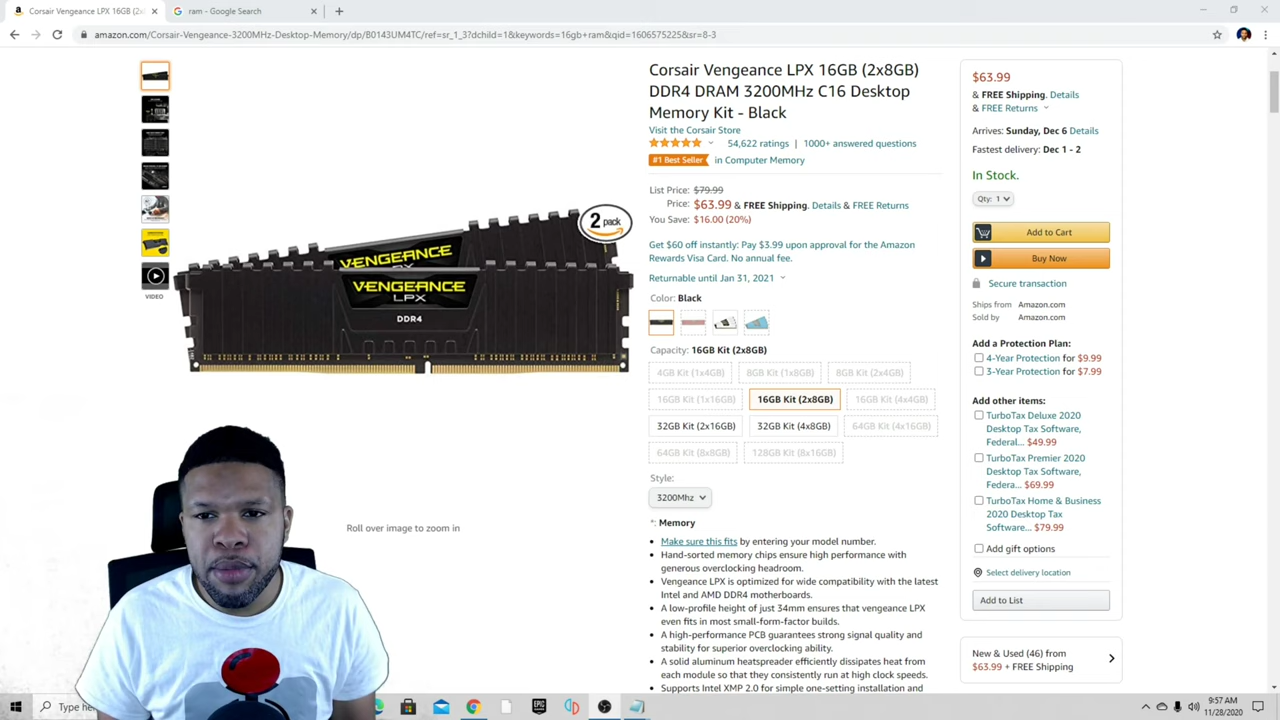 Corsair Vengeance LPX 16GB (2x8
ram - Google Search
amazon.com/Corsair-Vengeance-3200MHz-Desktop-Memory/dp/B0143UM4TC/ref=sr_1_3?dchild=1&keywords=16gb+ram&qid=1606575225&sr=8-3
VIDEO
2 pack
VENGEANCE
VENGEANCE
LPX
DDR4
Roll over image to zoom in
Corsair Vengeance LPX 16GB (2x8GB)
DDR4 DRAM 3200MHz C16 Desktop
Memory Kit - Black
Visit the Corsair Store
54,622 ratings | 1000+ answered questions
#1 Best Seller in Computer Memory
List Price: $79.99
Price: $63.99 & FREE Shipping. Details & FREE Returns
You Save: $16.00 (20%)
Get $60 off instantly: Pay $3.99 upon approval for the Amazon
Rewards Visa Card. No annual fee.
Returnable until Jan 31, 2021
Color: Black
Capacity: 16GB Kit (2x8GB)
4GB Kit (1x4GB) 8GB Kit (1x8GB) 8GB Kit (2x4GB)
16GB Kit (1x16GB) 16GB Kit (2x8GB) 16GB Kit (4x4GB)
32GB Kit (2x16GB) 32GB Kit (4x8GB) 64GB Kit (4x16GB)
64GB Kit (8x8GB) 128GB Kit (8x16GB)
Style:
3200Mhz
Memory
Make sure this fits by entering your model number.
Hand-sorted memory chips ensure high performance with
generous overclocking headroom.
Vengeance LPX is optimized for wide compatibility with the latest
Intel and AMD DDR4 motherboards.
A low-profile height of just 34mm ensures that vengeance LPX
even fits in most small-form-factor builds.
A high-performance PCB guarantees strong signal quality and
stability for superior overclocking ability.
A solid aluminum heatspreader efficiently dissipates heat from
each module so that they consistently run at high clock speeds.
Supports Intel XMP 2.0 for simple one-setting installation and
$63.99
& FREE Shipping. Details
& FREE Returns
Arrives: Sunday, Dec 6 Details
Fastest delivery: Dec 1 - 2
In Stock.
Qty: 1
Add to Cart
Buy Now
Secure transaction
Ships from Amazon.com
Sold by Amazon.com
Add a Protection Plan:
4-Year Protection for $9.99
3-Year Protection for $7.99
Add other items:
TurboTax Deluxe 2020
Desktop Tax Software,
Federal... $49.99
TurboTax Premier 2020
Desktop Tax Software,
Federa... $69.99
TurboTax Home & Business
2020 Desktop Tax
Software... $79.99
Add gift options
Select delivery location
Add to List
New & Used (46) from
$63.99 + FREE Shipping
Type he
EPIC
9:57 AM
11/28/2020